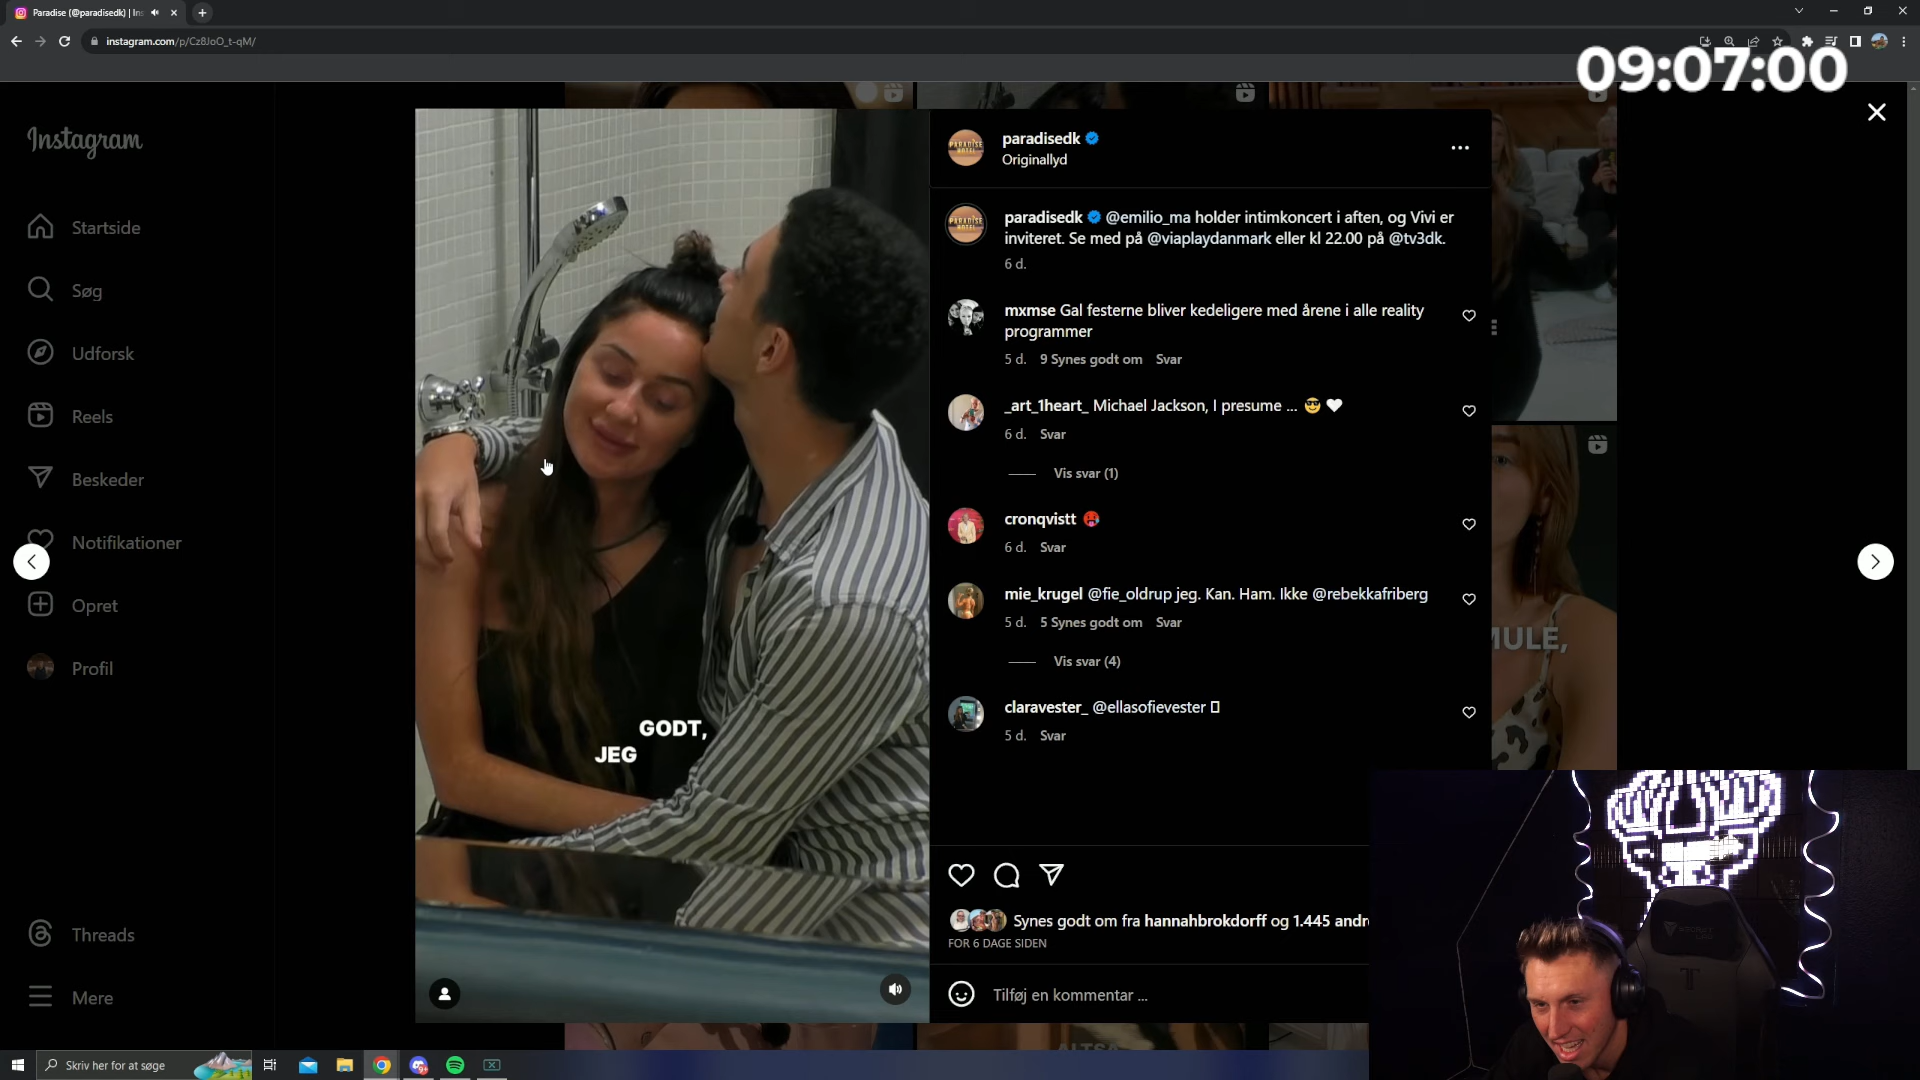 Paradise (@paradisedk) | Ins
instagram.com/p/Cz8JoO_t-qM/
09:07:00
Instagram
Startside
Søg
Udforsk
Reels
Beskeder
Notifikationer
Opret
Profil
Threads
Mere
GODT,
JEG
paradisedk
Originallyd
paradisedk @emilio_ma holder intimkoncert i aften, og Vivi er
inviteret. Se med på @viaplaydanmark eller kl 22.00 på @tv3dk.
6 d.
mxmse Gal festerne bliver kedeligere med årene i alle reality
programmer
5 d. 9 Synes godt om Svar
_art_1heart_ Michael Jackson, I presume ... 😎 🤍
6 d. Svar
Vis svar (1)
cronqvistt 🥵
6 d. Svar
mie_krugel @fie_oldrup jeg. Kan. Ham. Ikke @rebekkafriberg
5 d. 5 Synes godt om Svar
Vis svar (4)
claravester_ @ellasofievester
5 d. Svar
Synes godt om fra hannahbrokdorff og 1.445 andr
FOR 6 DAGE SIDEN
Tilføj en kommentar ...
MULE,
ALTSÅ
Skriv her for at søge